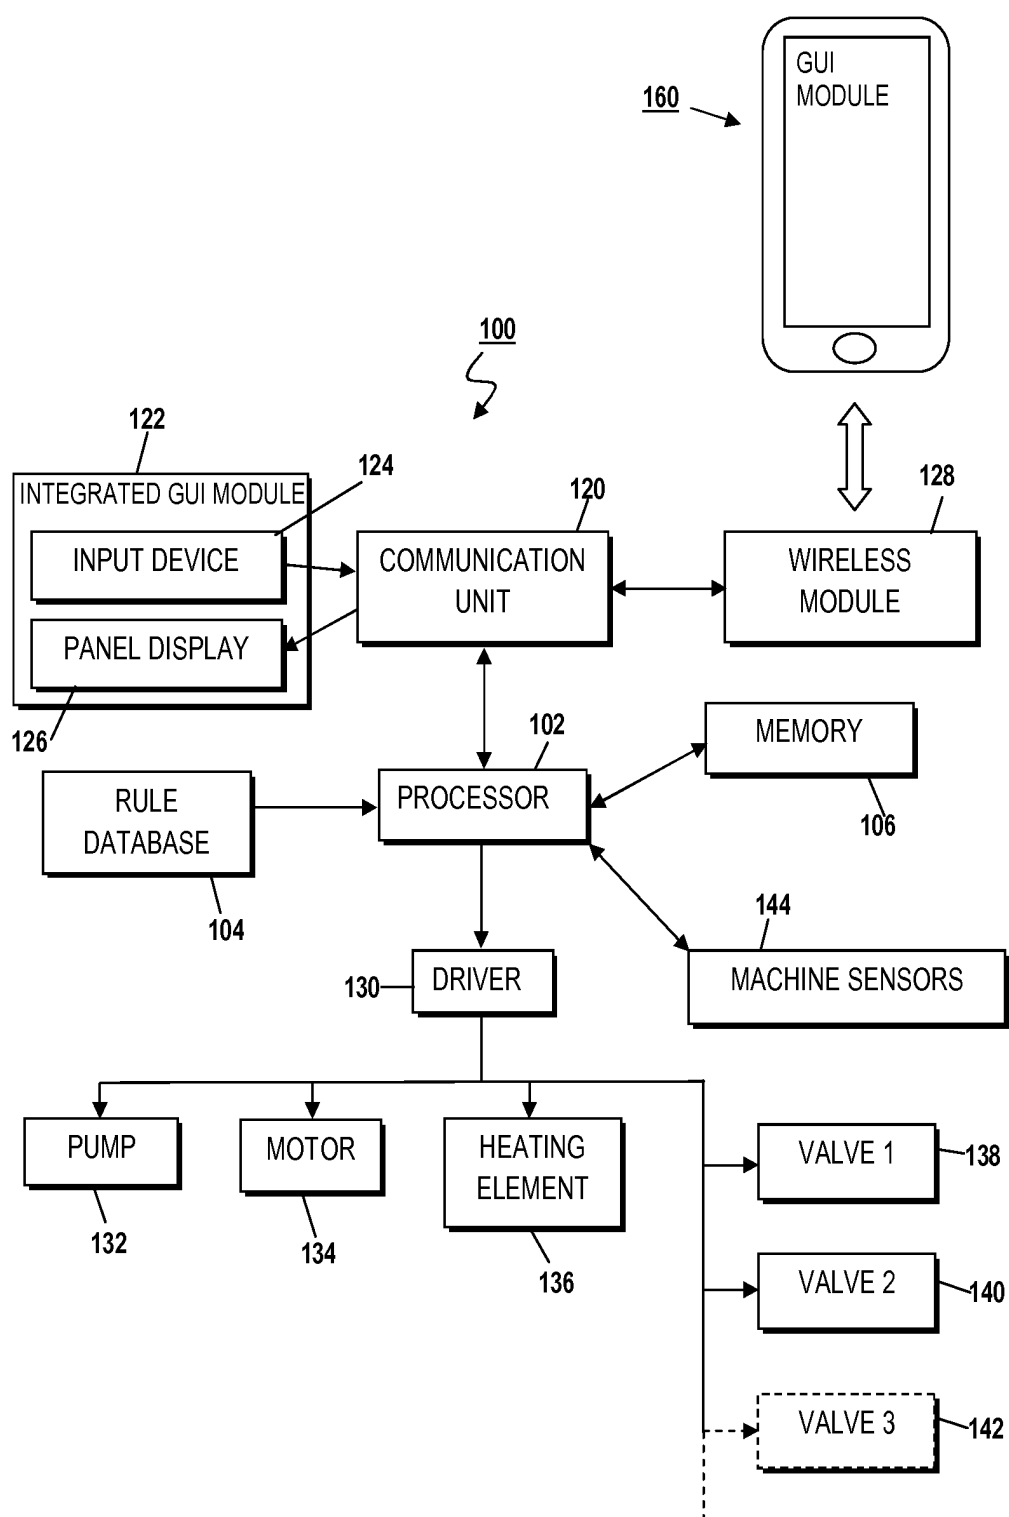 GUI
MODULE
160
100
122
124
120
128
INTEGRATED GUI MODULE
INPUT DEVICE
COMMUNICATION
UNIT
WIRELESS
MODULE
PANEL DISPLAY
126
102
MEMORY
106
RULE
DATABASE
104
PROCESSOR
144
MACHINE SENSORS
130
DRIVER
PUMP
132
MOTOR
134
HEATING
ELEMENT
136
VALVE 1
138
VALVE 2
140
VALVE 3
142